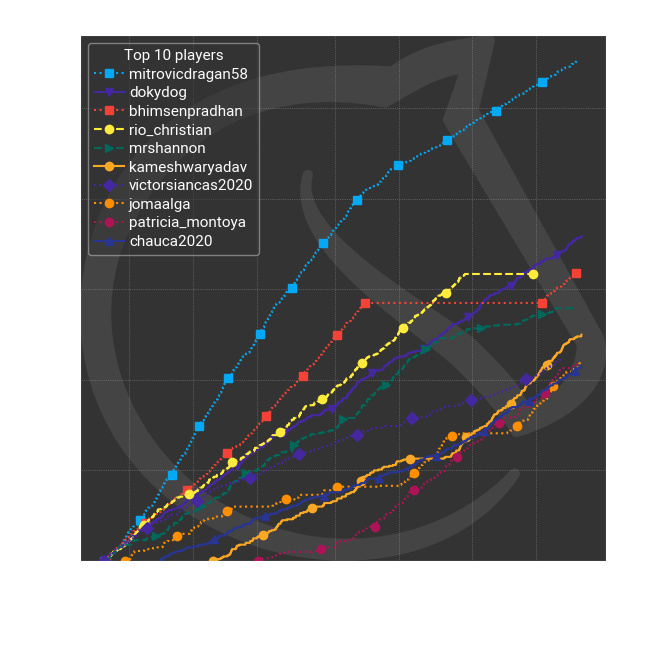 Top 10 players
mitrovicdragan58
dokydog
bhimsenpradhan
rio_christian
mrshannon
kameshwaryadav
victorsiancas2020
jomaalga
patricia_montoya
chauca2020